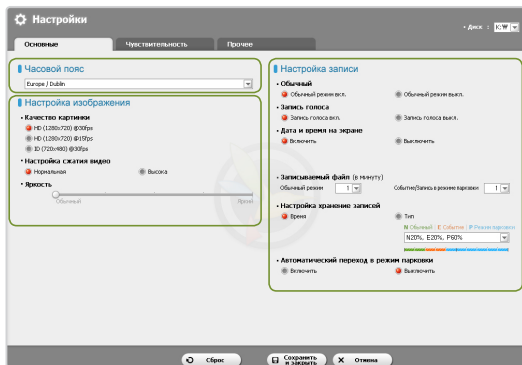 Настройки
• Диск : K:₩
Основные
Чувствительность
Прочее
Часовой пояс
Europe / Dublin
Настройка изображения
• Качество картинки
HD (1280x720) @30fps
HD (1280x720) @15fps
ID (720x480) @30fps
• Настройка сжатия видео
Нормальная
Высока
• Яркость
Обычный
Яркий
Настройка записи
• Обычный
Обычный режим вкл.
Обычный режим выкл.
• Запись голоса
Запись голоса вкл.
Запись голоса выкл.
• Дата и время на экране
Включить
Выключить
• Записываемый файл (в минуту)
Обычный режим 1
Событие/Запись в режиме парковки 1
• Настройка хранение записей
Время
Тип
N Обычный | E Событие | P Режим парковки
N20%, E20%, P60%
• Автоматический переход в режим парковки
Включить
Выключить
Сброс
Сохранить и закрыть
X Отмена